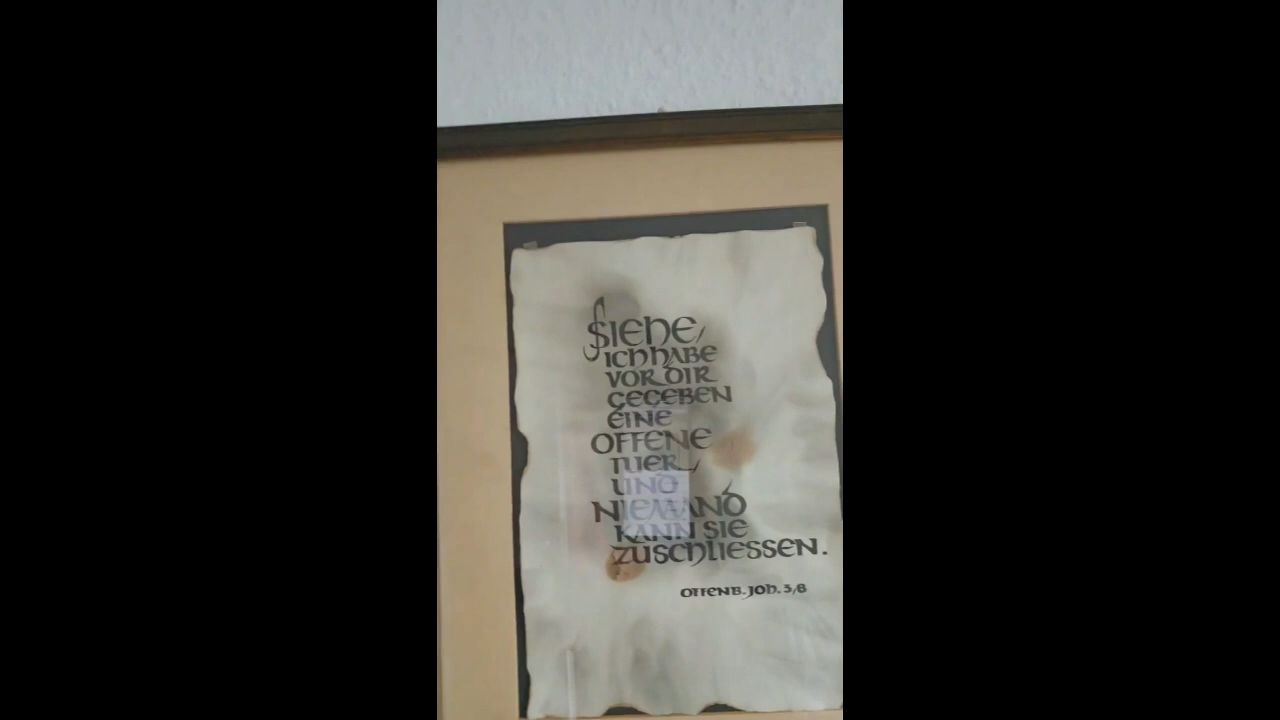 SIEHE,
ICH HABE
VOR DIR
GEGEBEN
EINE
OFFENE
TUER,
UND
NIEMAND
KANN SIE
ZUSCHLIESSEN.
OFFENB. JOH. 3,8